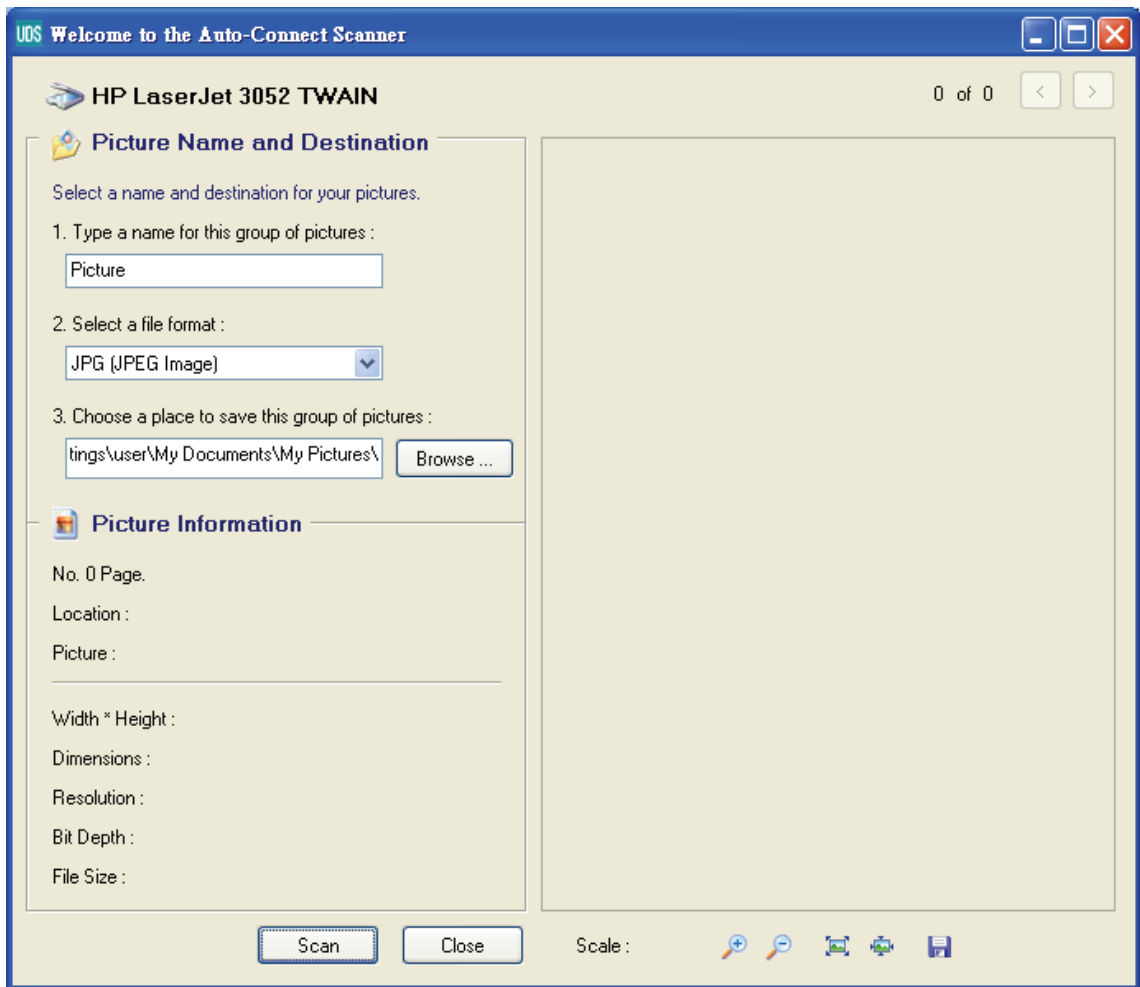 UDS Welcome to the Auto-Connect Scanner
HP LaserJet 3052 TWAIN
0 of 0 < >
Picture Name and Destination
Select a name and destination for your pictures.
1. Type a name for this group of pictures :
Picture
2. Select a file format :
JPG (JPEG Image)
3. Choose a place to save this group of pictures :
tings\user\My Documents\My Pictures\
Browse ...
Picture Information
No. 0 Page.
Location :
Picture :
Width * Height :
Dimensions :
Resolution :
Bit Depth :
File Size :
Scan
Close
Scale :